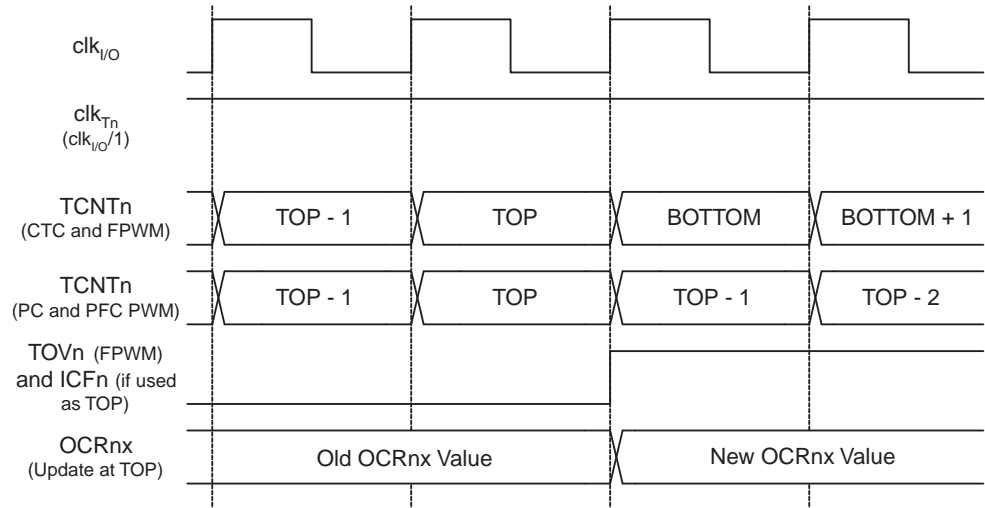 clkI/O
clkTn
(clkI/O/1)
TCNTn
(CTC and FPWM)
TOP - 1
TOP
BOTTOM
BOTTOM + 1
TCNTn
(PC and PFC PWM)
TOP - 1
TOP
TOP - 1
TOP - 2
TOVn (FPWM)
and ICFn (if used
as TOP)
OCRnx
(Update at TOP)
Old OCRnx Value
New OCRnx Value